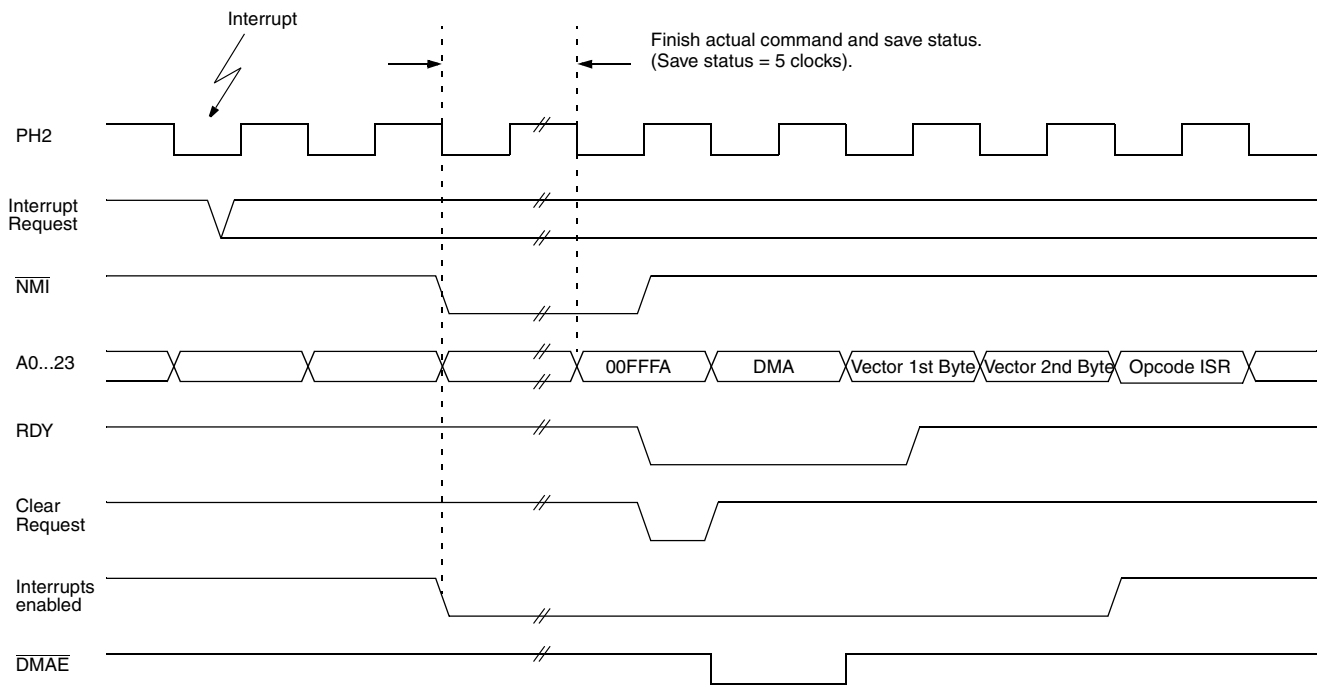 Interrupt
Finish actual command and save status.
(Save status = 5 clocks).
PH2
Interrupt
Request
NMI
A0...23
00FFFA
DMA
Vector 1st Byte
Vector 2nd Byte
Opcode ISR
RDY
Clear
Request
Interrupts
enabled
DMAE